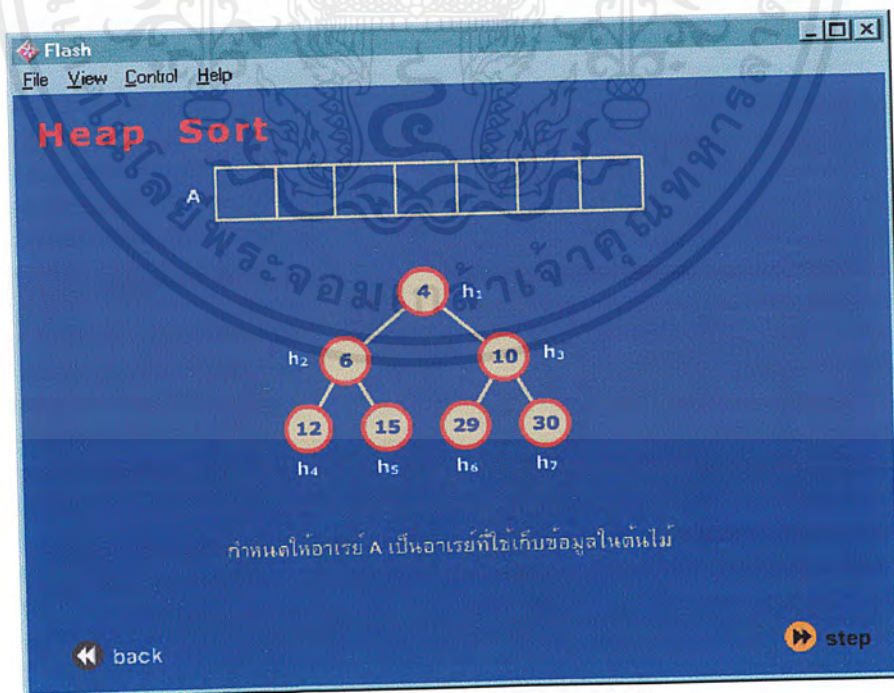 Flash
File View Control Help
Heap Sort
A
4 h₁
h₂ 6 10 h₃
12 15 29 30
h₄ h₅ h₆ h₇
กำหนดให้อาเรย์ A เป็นอาเรย์ที่ใช้เก็บข้อมูลในต้นไม้
back step